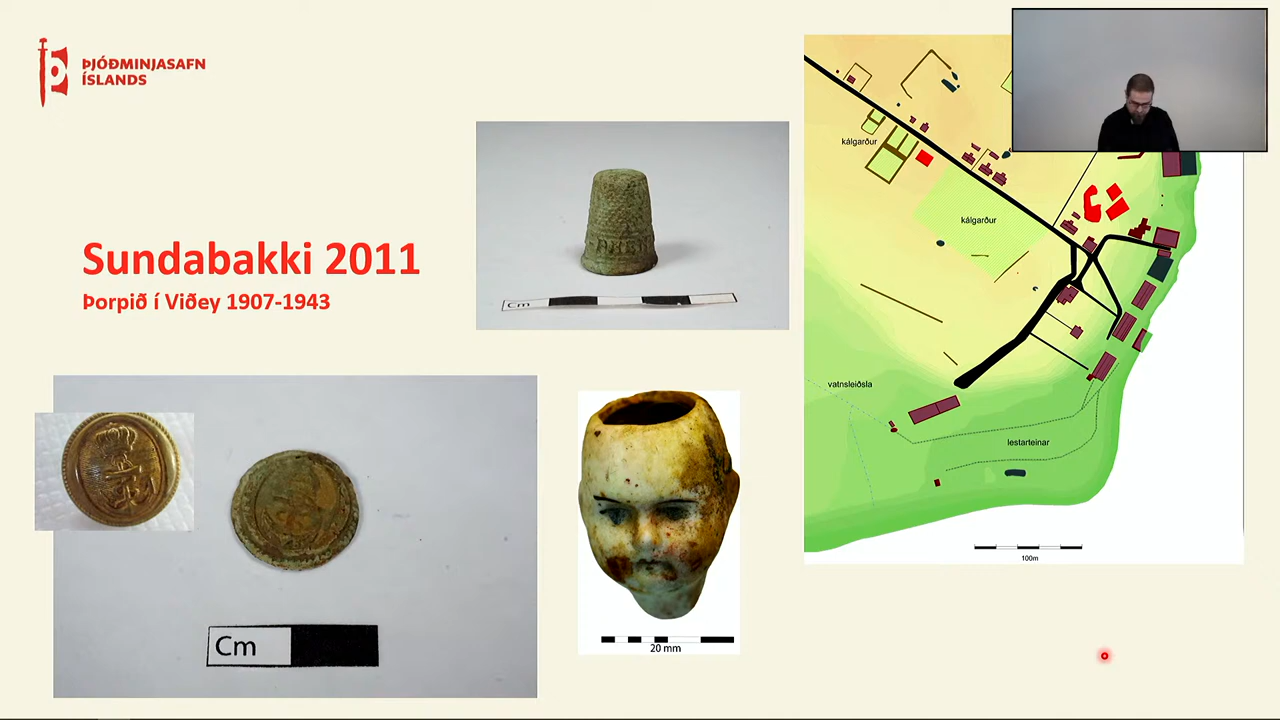 ÞJÓÐMINJASAFN
ÍSLANDS
Sundabakki 2011
Þorpið í Viðey 1907-1943
Cm
Cm
20 mm
kálgarður
kálgarður
vatnsleiðsla
lestarteinar
100m